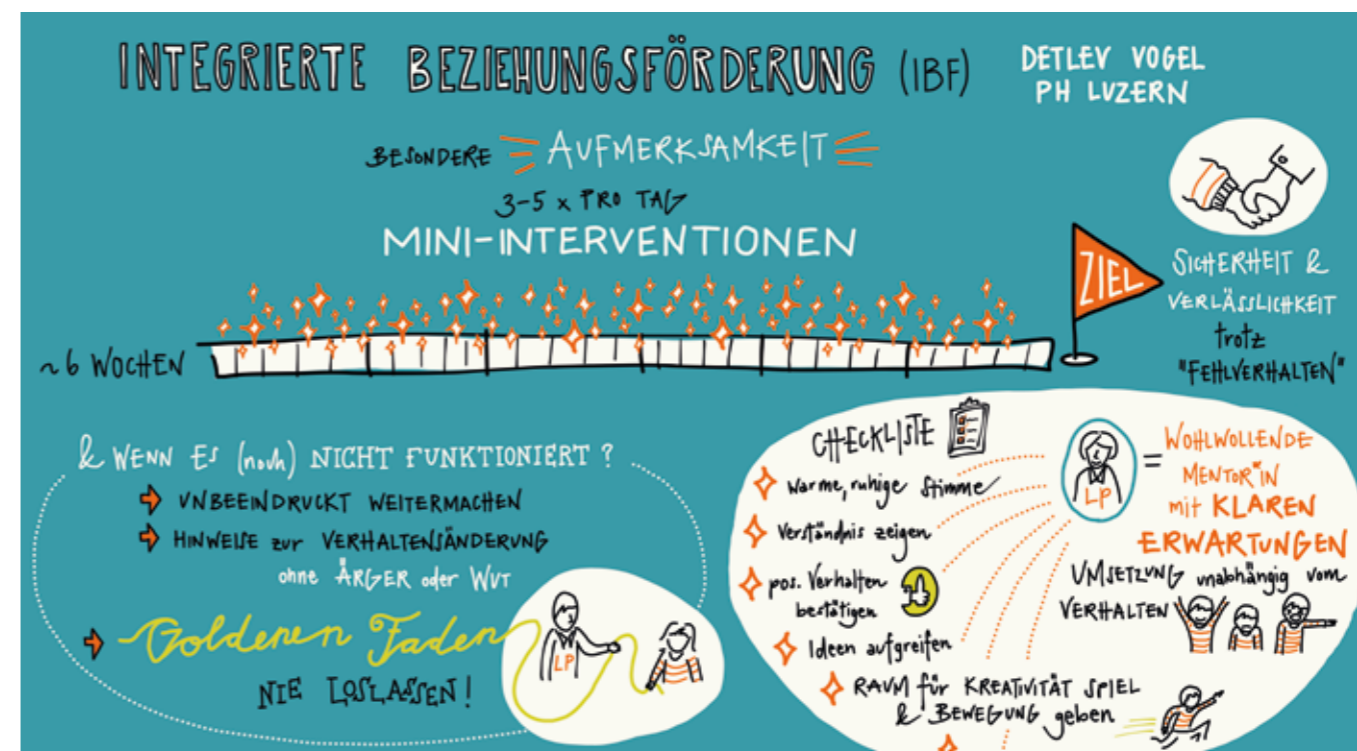 INTEGRIERTE BEZIEHUNGSFÖRDERUNG (IBF)
DETLEV VOGEL
PH LUZERN
BESONDERE AUFMERKSAMKEIT
3-5 x PRO TAG
MINI-INTERVENTIONEN
~ 6 WOCHEN
ZIEL
SICHERHEIT &
VERLÄSSLICHKEIT
trotz
"FEHLVERHALTEN"
& WENN ES (noch) NICHT FUNKTIONIERT?
UNBEEINDRUCKT WEITERMACHEN
HINWEISE zur VERHALTENSÄNDERUNG
ohne ÄRGER oder WUT
Goldenen Faden
NIE LOSLASSEN!
LP
CHECKLISTE
warme, ruhige Stimme
Verständnis zeigen
pos. Verhalten
bestätigen
Ideen aufgreifen
RAUM für KREATIVITÄT SPIEL
& BEWEGUNG geben
LP
=
WOHLWOLLENDE
MENTOR*IN
mit KLAREN
ERWARTUNGEN
UMSETZUNG unabhängig vom
VERHALTEN